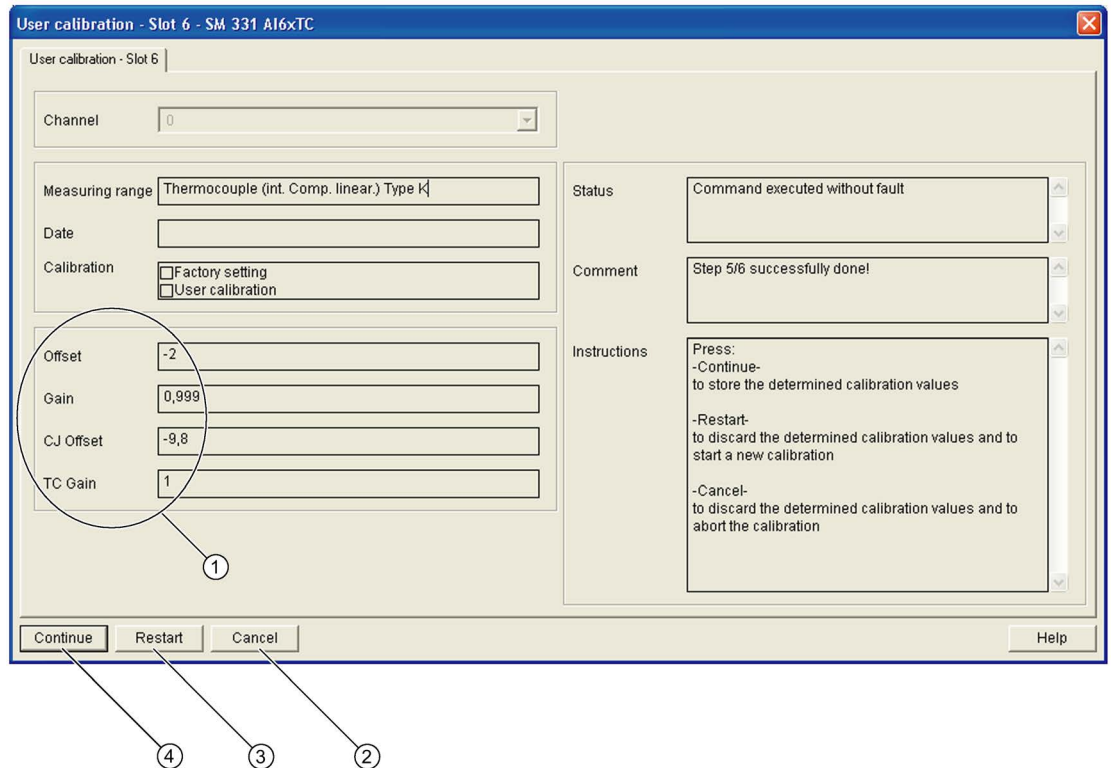 User calibration - Slot 6 - SM 331 AI6xTC
User calibration - Slot 6
Channel 0
Measuring range Thermocouple (int. Comp. linear.) Type K
Date
Calibration
Factory setting
User calibration
Offset -2
Gain 0,999
CJ Offset -9,8
TC Gain 1
1
Status Command executed without fault
Comment Step 5/6 successfully done!
Instructions Press:
-Continue-
to store the determined calibration values
-Restart-
to discard the determined calibration values and to
start a new calibration
-Cancel-
to discard the determined calibration values and to
abort the calibration
Continue Restart Cancel Help
4 3 2